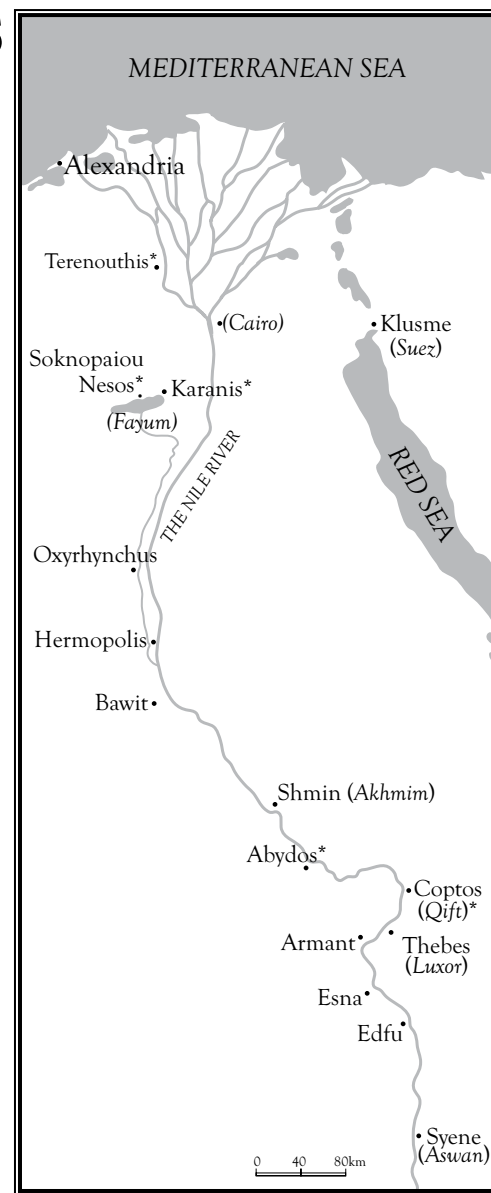 S
MEDITERRANEAN SEA
Alexandria
Terenouthis*
(Cairo)
Klusme
(Suez)
Soknopaiou
Nesos*
Karanis*
(Fayum)
THE NILE RIVER
RED SEA
Oxyrhynchus
Hermopolis
Bawit
Shmin (Akhmim)
Abydos*
Coptos
(Qift)*
Armant
Thebes
(Luxor)
Esna
Edfu
Syene
(Aswan)
0 40 80km